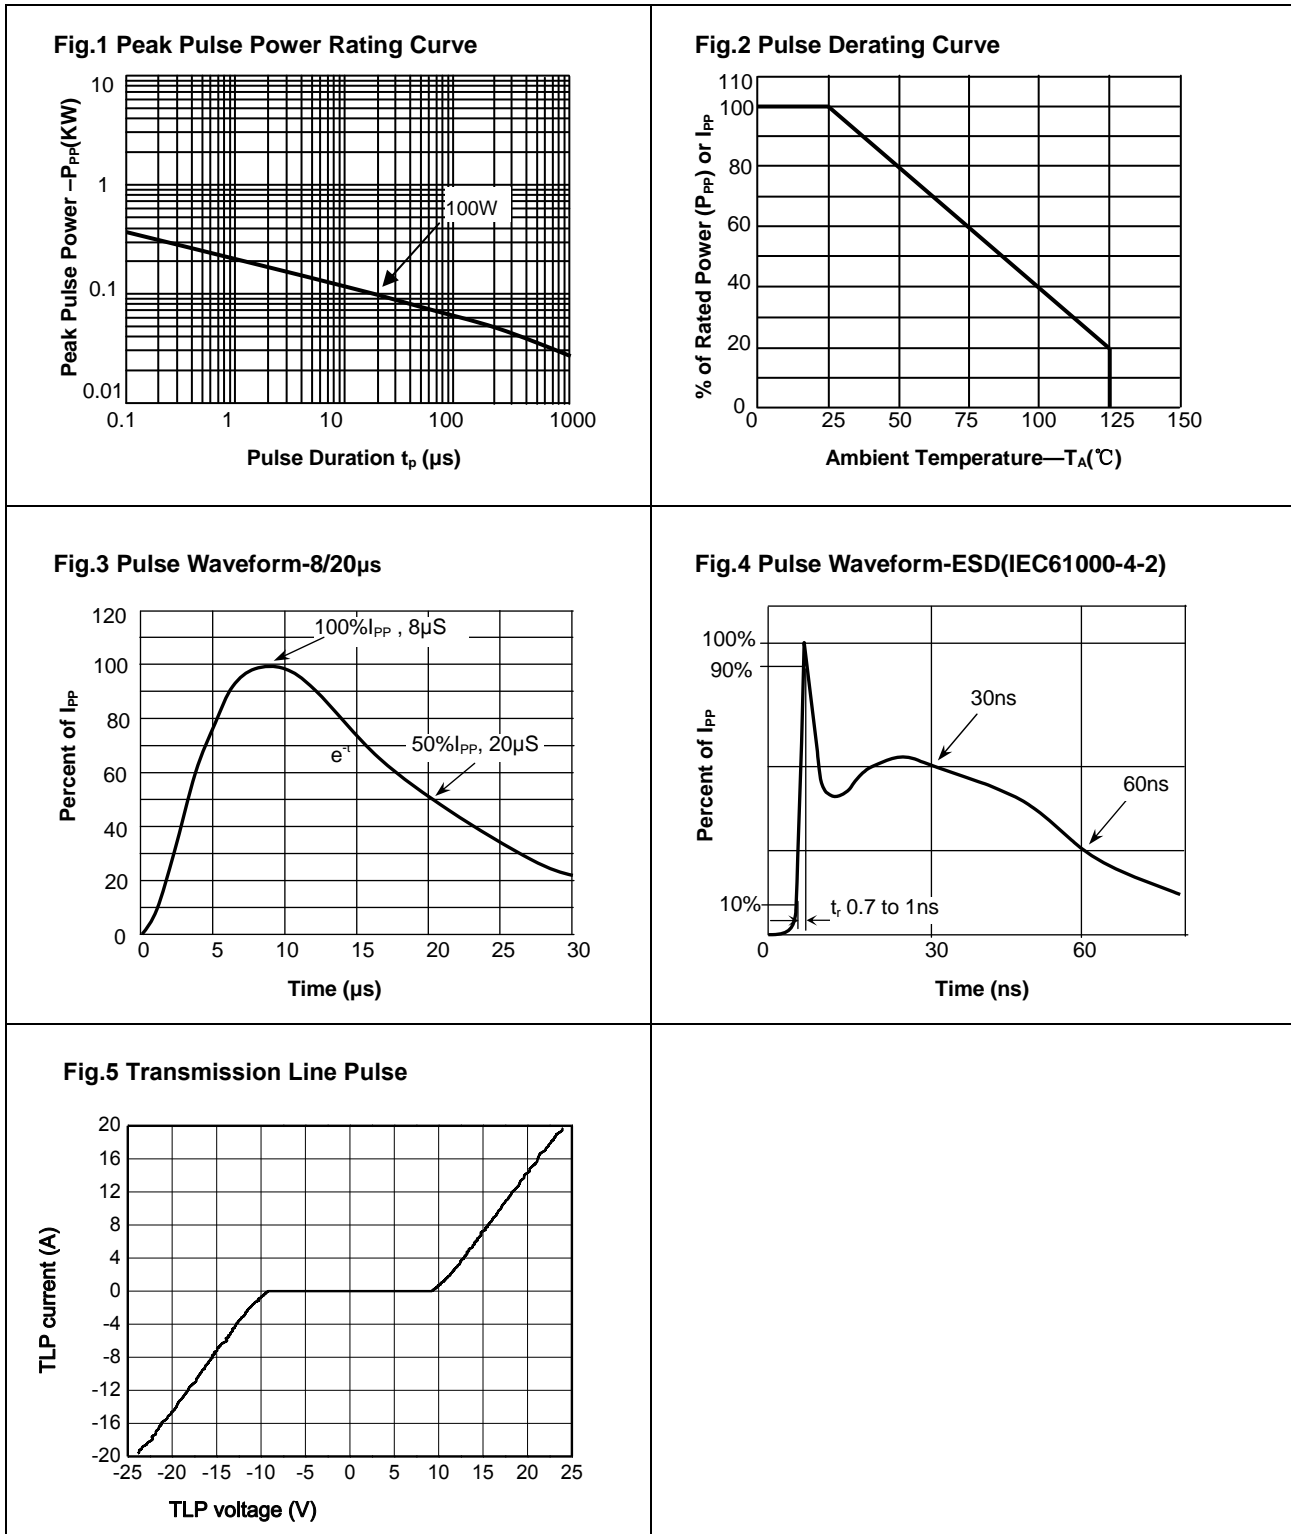 Fig.1 Peak Pulse Power Rating Curve
Peak Pulse Power –PPP(KW)
10
1
0.1
0.01
100W
0.1 1 10 100 1000
Pulse Duration tp (µs)
Fig.2 Pulse Derating Curve
% of Rated Power (PPP) or IPP
110
100
80
60
40
20
0
0 25 50 75 100 125 150
Ambient Temperature—TA(℃)
Fig.3 Pulse Waveform-8/20µs
Percent of IPP
120
100
80
60
40
20
0
100%IPP , 8µS
e-t
50%IPP, 20µS
0 5 10 15 20 25 30
Time (µs)
Fig.4 Pulse Waveform-ESD(IEC61000-4-2)
Percent of IPP
100%
90%
10%
30ns
60ns
tr 0.7 to 1ns
0 30 60
Time (ns)
Fig.5 Transmission Line Pulse
TLP current (A)
20
16
12
8
4
0
-4
-8
-12
-16
-20
-25 -20 -15 -10 -5 0 5 10 15 20 25
TLP voltage (V)